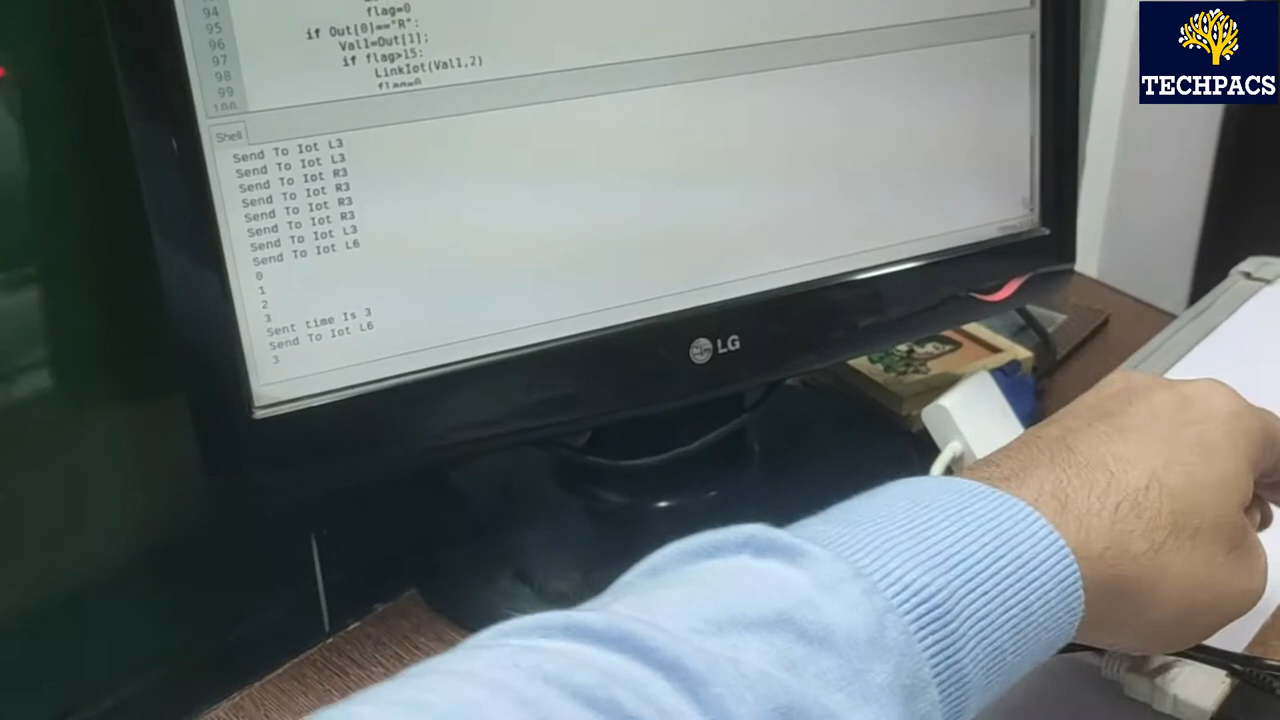 94
flag=0
95
if Out[0]=="R":
96
Val1=Out[1];
97
if flag>15:
98
LinkIot(Val1,2)
99
flag=0
100
Shell
Send To Iot L3
Send To Iot L3
Send To Iot R3
Send To Iot R3
Send To Iot R3
Send To Iot R3
Send To Iot L3
Send To Iot L6
0
1
2
3
Sent time Is 3
Send To Iot L6
3
LG
TECHPACS